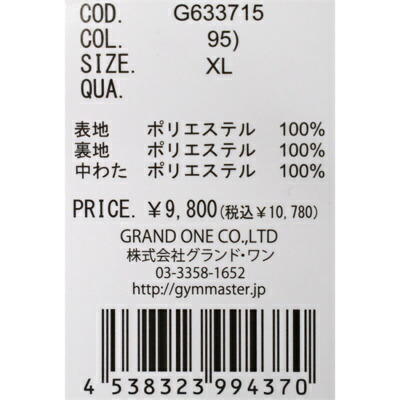 COD. G633715
COL. 95)
SIZE. XL
QUA.
表地 ポリエステル 100%
裏地 ポリエステル 100%
中わた ポリエステル 100%
PRICE. ¥9,800(税込¥10,780)
GRAND ONE CO.,LTD
株式会社グランド・ワン
03-3358-1652
http://gymmaster.jp
4 538323 994370